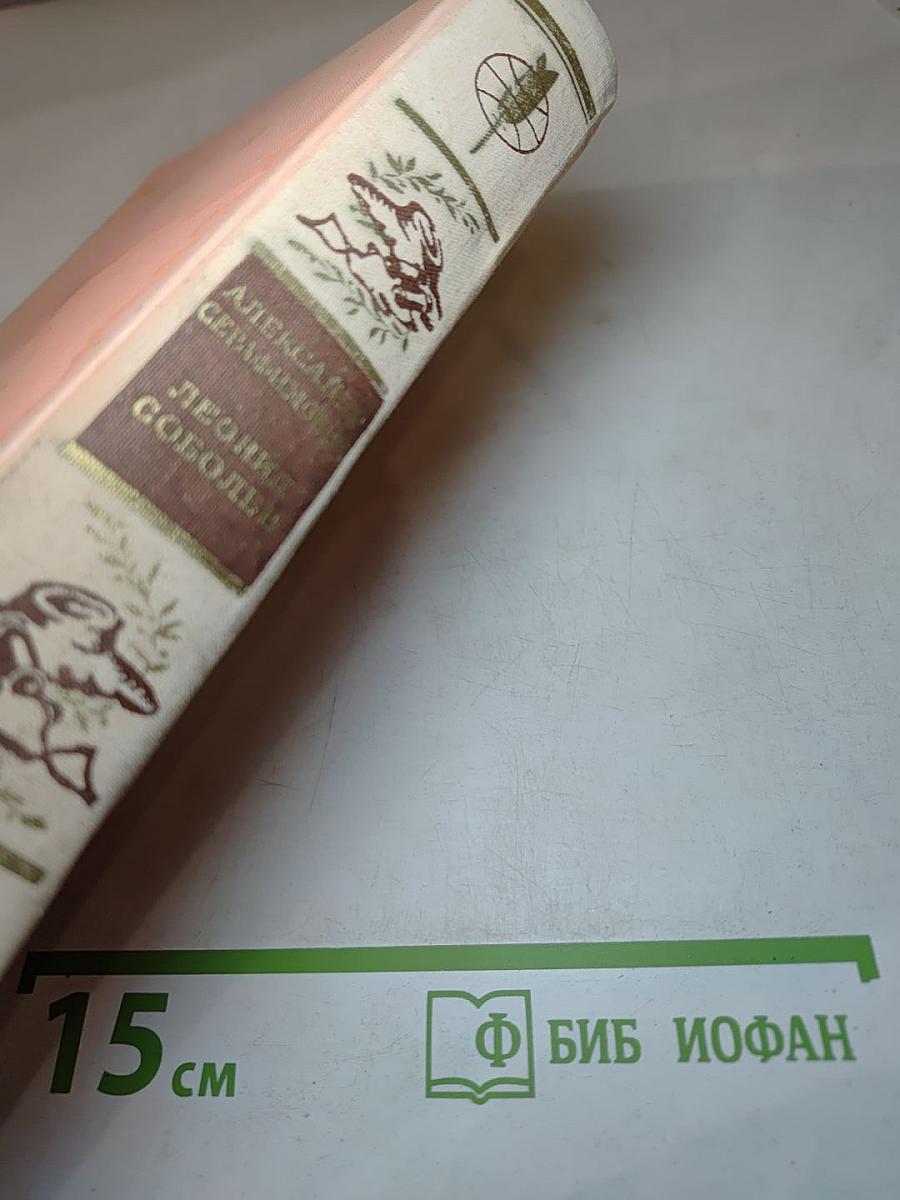 АЛЕКСАНДР
СЕРАФИМОВИЧ
ЛЕОНИД
СОБОЛЕВ
15 см
Ф БИБ ИОФАН